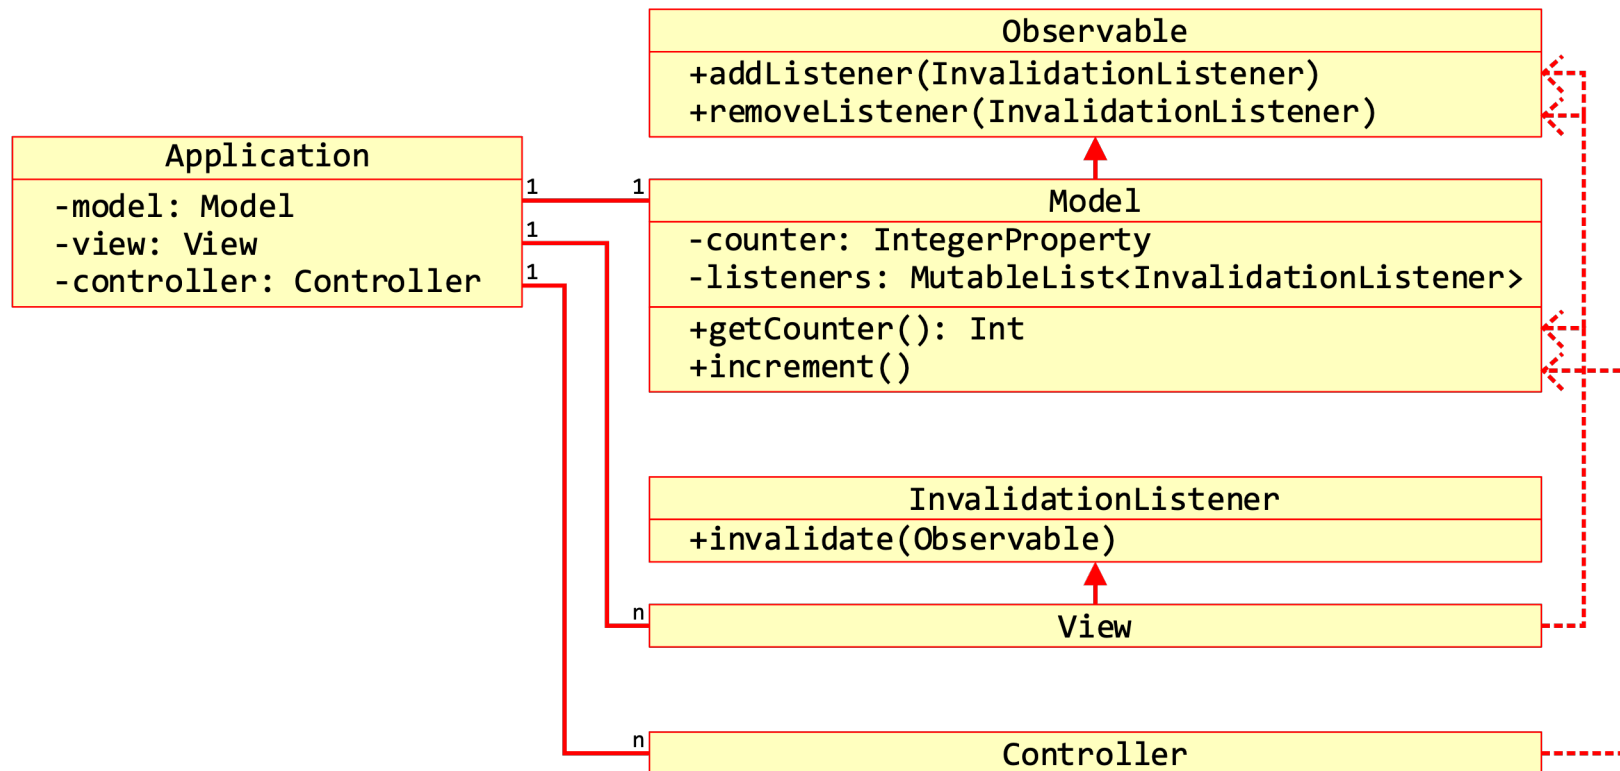 Observable
+addListener(InvalidationListener)
+removeListener(InvalidationListener)
Application
-model: Model
-view: View
-controller: Controller
1
1
1
1
Model
-counter: IntegerProperty
-listeners: MutableList<InvalidationListener>
+getCounter(): Int
+increment()
InvalidationListener
+invalidate(Observable)
n
View
n
Controller